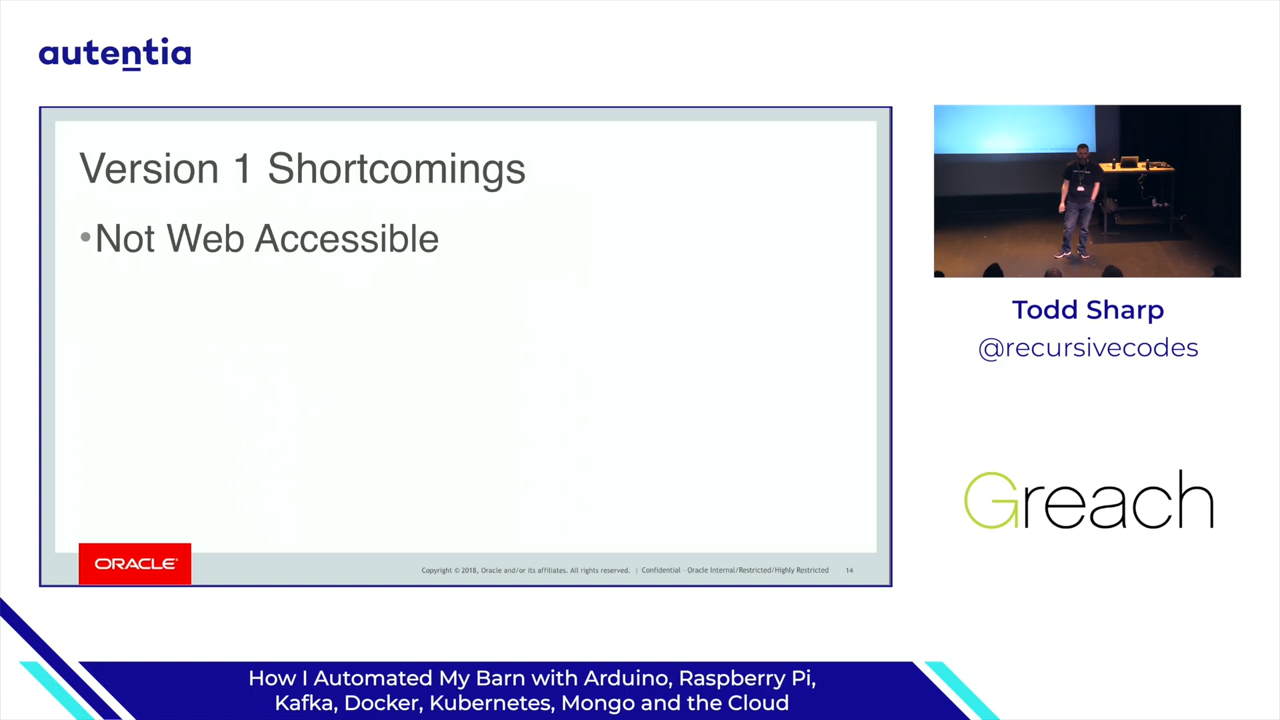 autentia
Version 1 Shortcomings
•Not Web Accessible
ORACLE
Copyright © 2018, Oracle and/or its affiliates. All rights reserved. | Confidential – Oracle Internal/Restricted/Highly Restricted 14
Todd Sharp
@recursivecodes
Greach
How I Automated My Barn with Arduino, Raspberry Pi,
Kafka, Docker, Kubernetes, Mongo and the Cloud